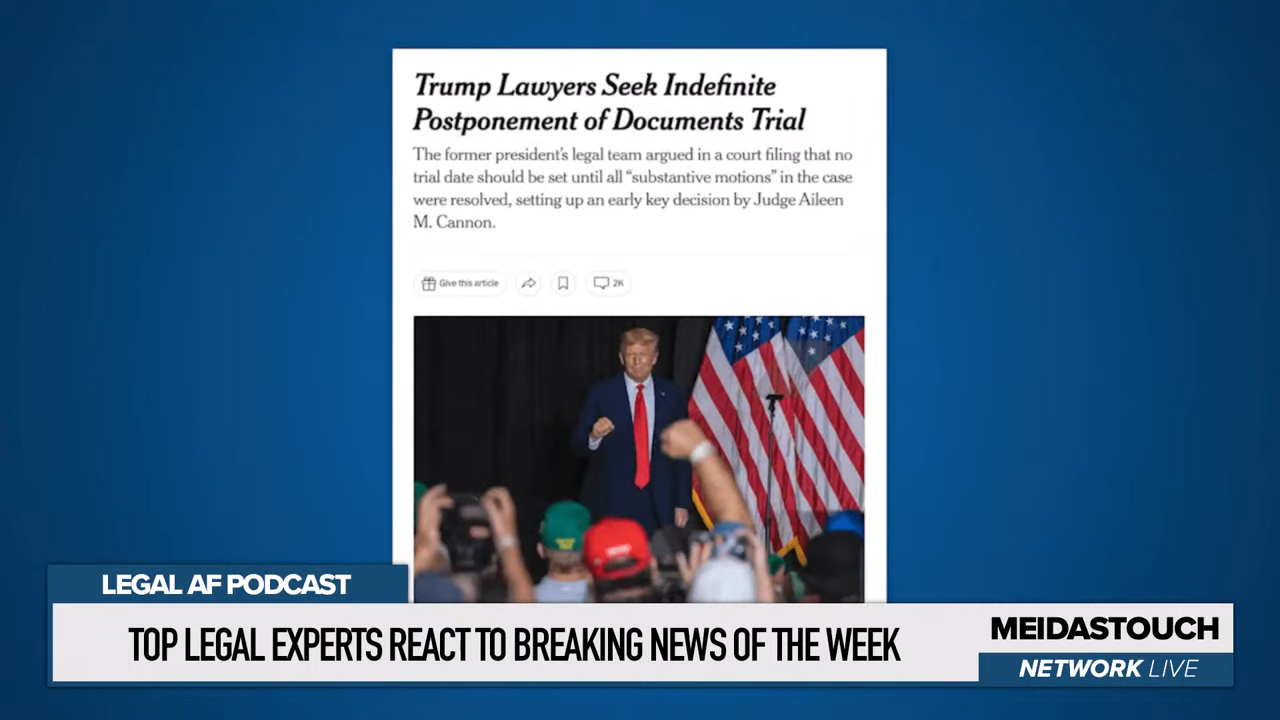 Trump Lawyers Seek Indefinite
Postponement of Documents Trial
The former president's legal team argued in a court filing that no
trial date should be set until all “substantive motions” in the case
were resolved, setting up an early key decision by Judge Aileen
M. Cannon.
Give this article
2K
LEGAL AF PODCAST
TOP LEGAL EXPERTS REACT TO BREAKING NEWS OF THE WEEK
MEIDASTOUCH
NETWORK LIVE